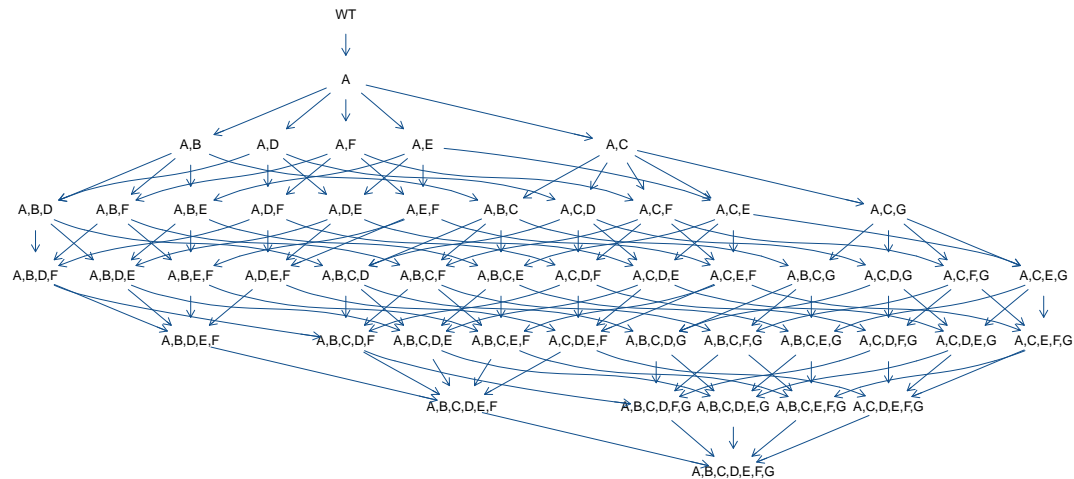 WT
A
A,B A,D A,F A,E A,C
A,B,D A,B,F A,B,E A,D,F A,D,E A,E,F A,B,C A,C,D A,C,F A,C,E A,C,G
A,B,D,F A,B,D,E A,B,E,F A,D,E,F A,B,C,D A,B,C,F A,B,C,E A,C,D,F A,C,D,E A,C,E,F A,B,C,G A,C,D,G A,C,F,G A,C,E,G
A,B,D,E,F A,B,C,D,F A,B,C,D,E A,B,C,E,F A,C,D,E,F A,B,C,D,G A,B,C,F,G A,B,C,E,G A,C,D,F,G A,C,D,E,G A,C,E,F,G
A,B,C,D,E,F A,B,C,D,F,G A,B,C,D,E,G A,B,C,E,F,G A,C,D,E,F,G
A,B,C,D,E,F,G